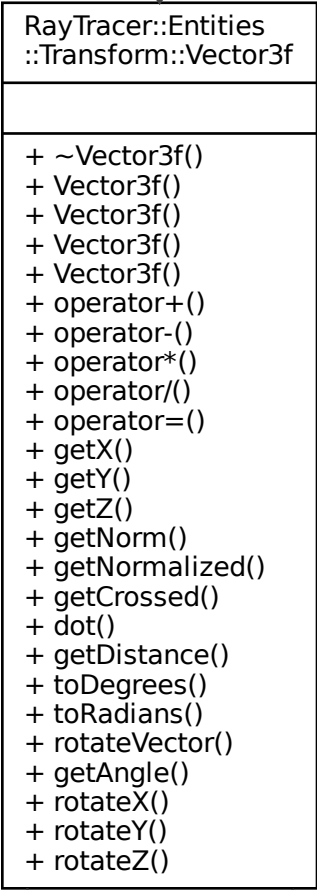 RayTracer::Entities
::Transform::Vector3f
+ ~Vector3f()
+ Vector3f()
+ Vector3f()
+ Vector3f()
+ Vector3f()
+ operator+()
+ operator-()
+ operator*()
+ operator/()
+ operator=()
+ getX()
+ getY()
+ getZ()
+ getNorm()
+ getNormalized()
+ getCrossed()
+ dot()
+ getDistance()
+ toDegrees()
+ toRadians()
+ rotateVector()
+ getAngle()
+ rotateX()
+ rotateY()
+ rotateZ()